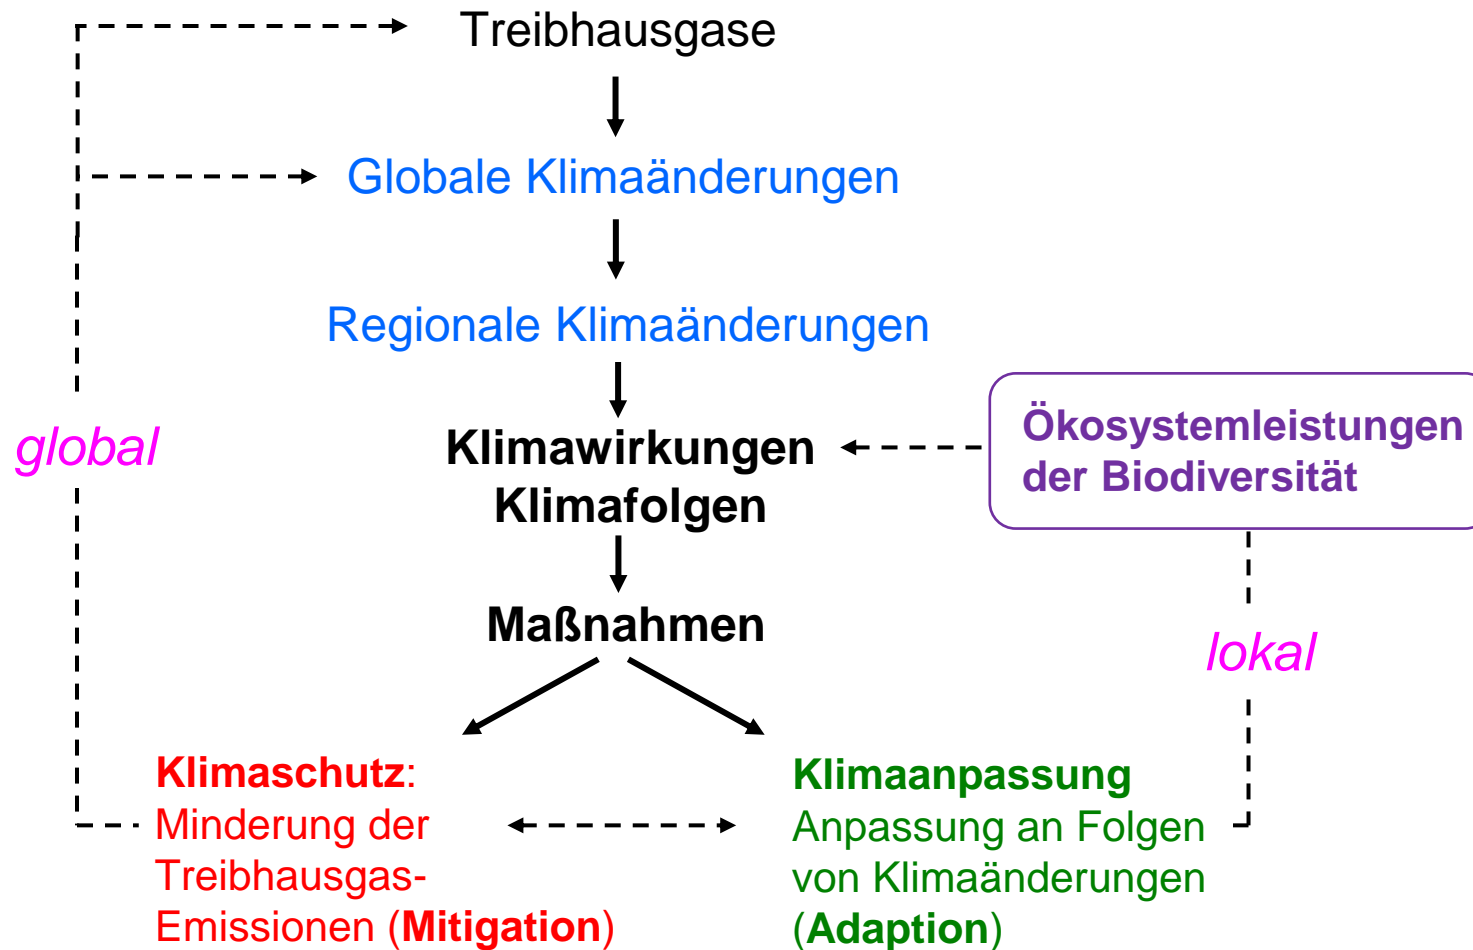 Treibhausgase
Globale Klimaänderungen
Regionale Klimaänderungen
global
Klimawirkungen
Klimafolgen
Ökosystemleistungen
der Biodiversität
Maßnahmen
lokal
Klimaschutz:
Minderung der
Treibhausgas-
Emissionen (Mitigation)
Klimaanpassung
Anpassung an Folgen
von Klimaänderungen
(Adaption)